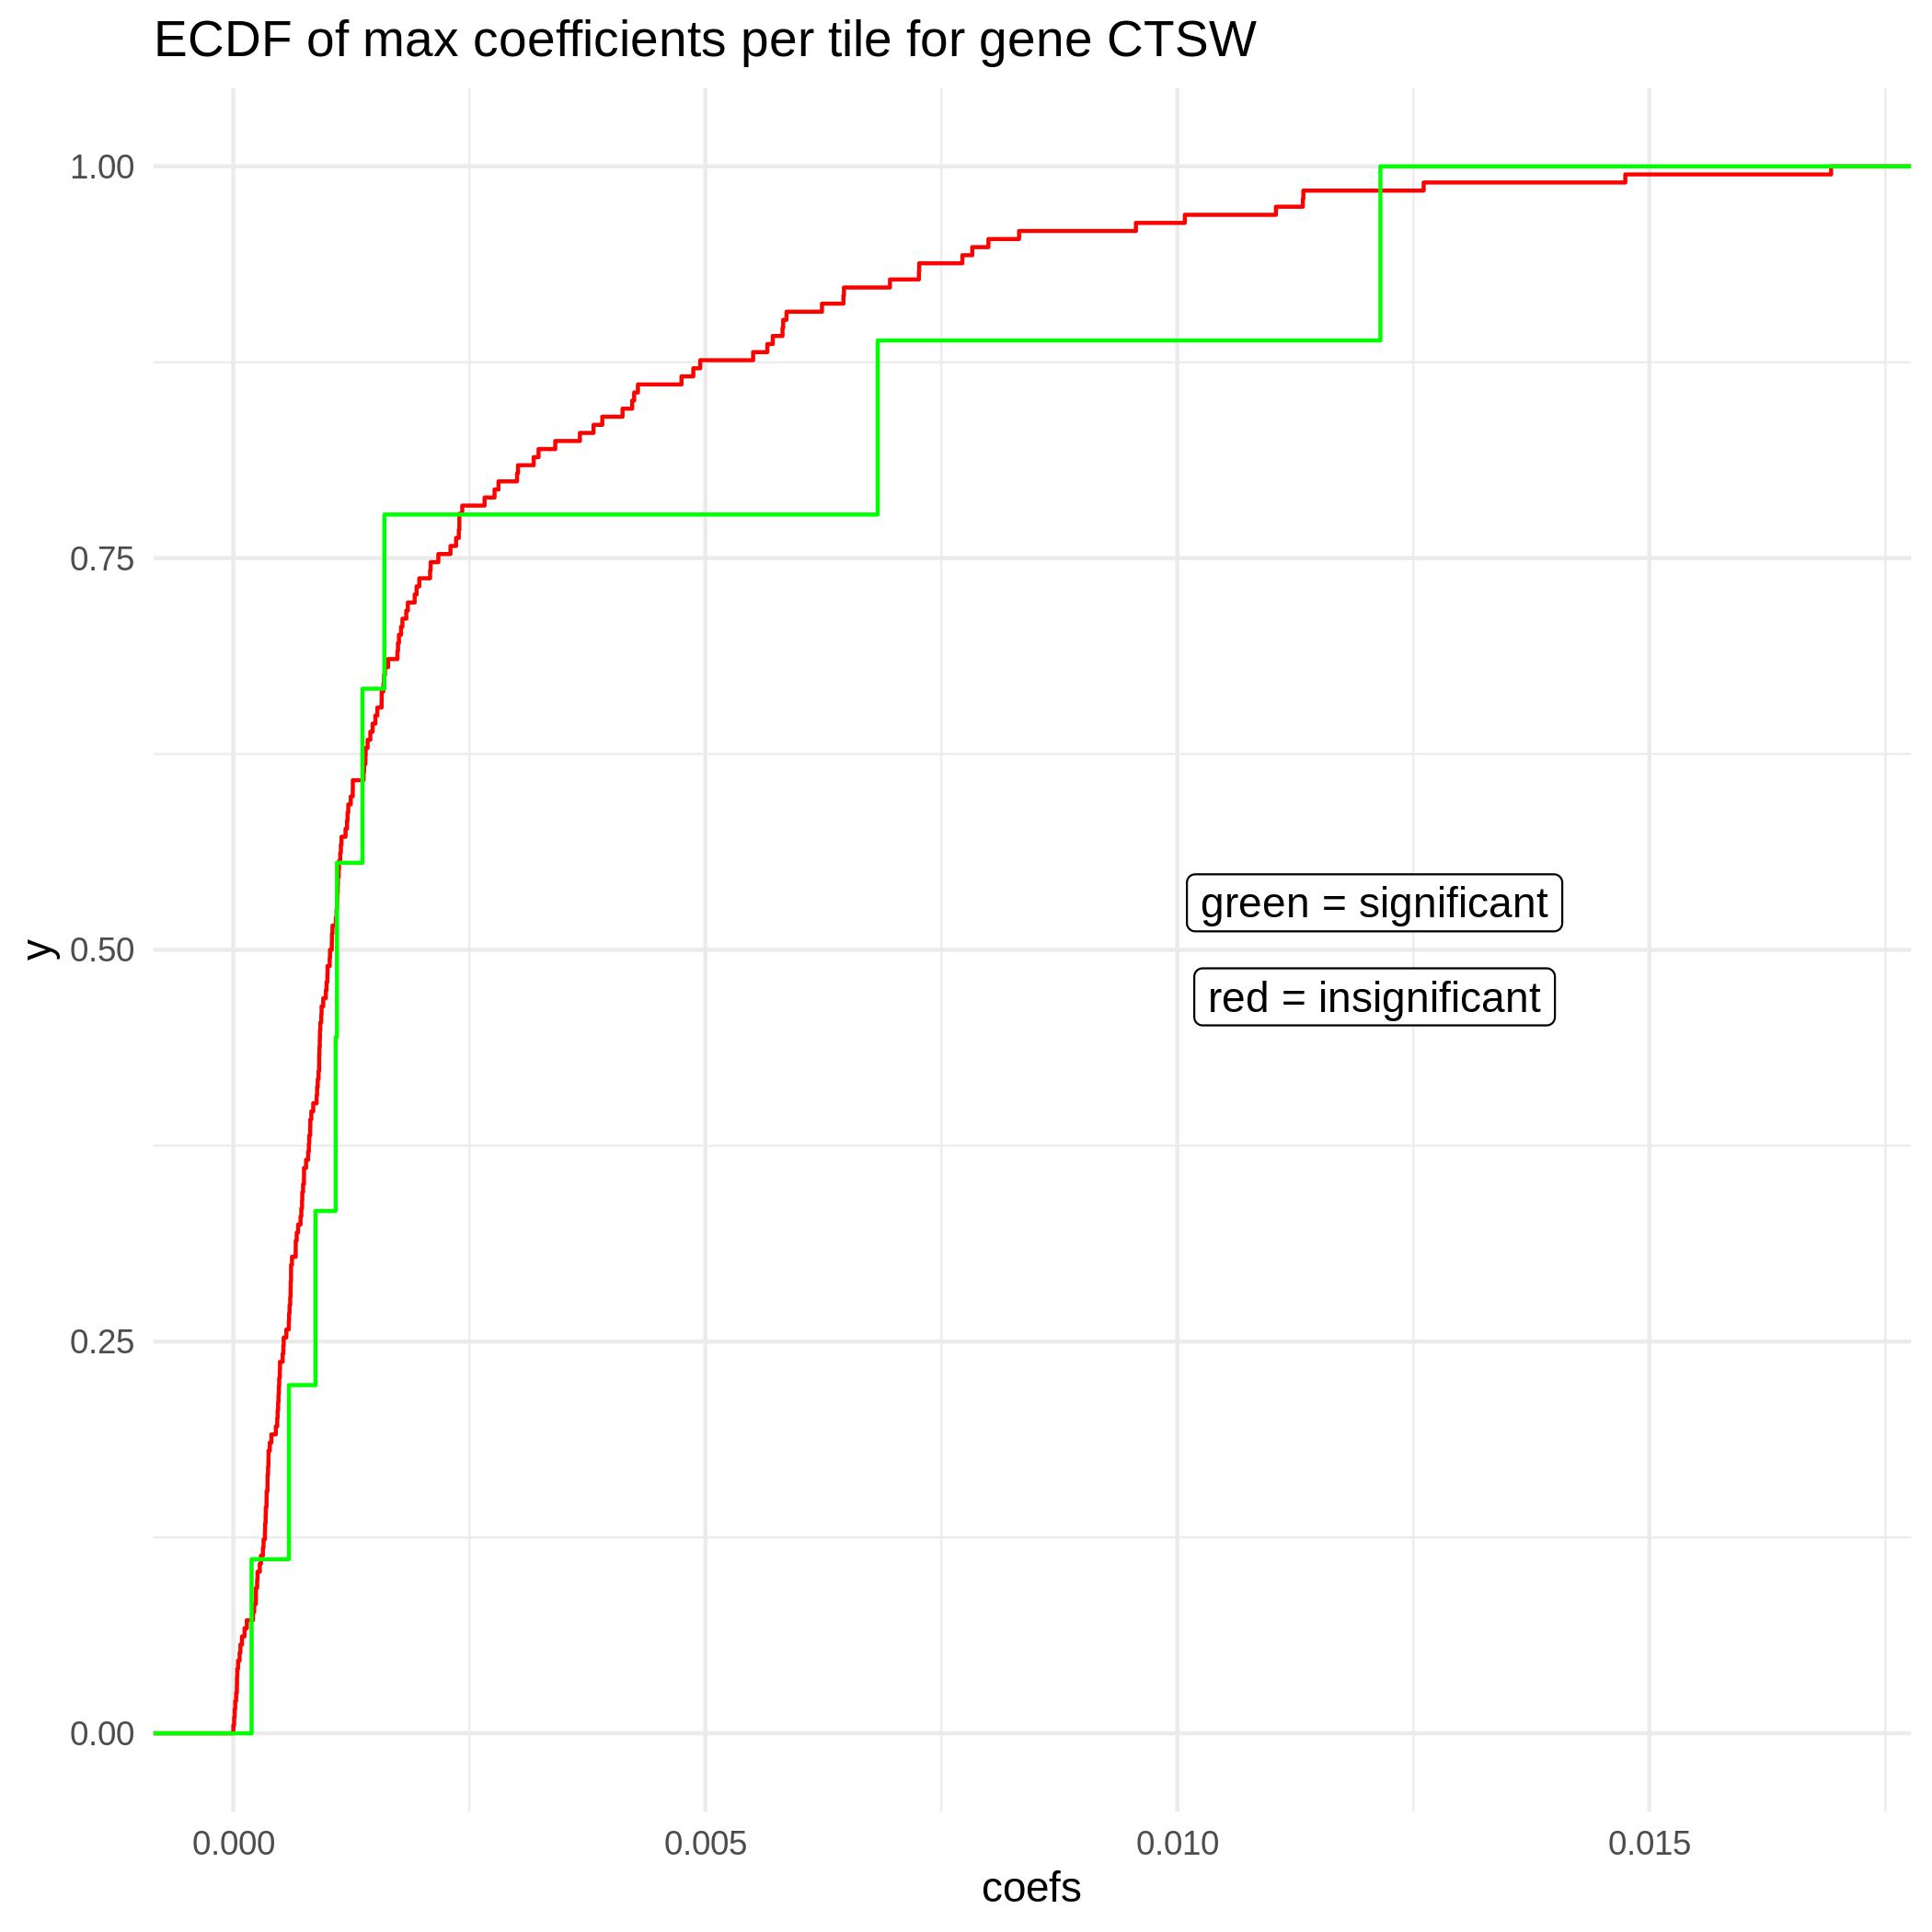 ECDF of max coefficients per tile for gene CTSW
1.00
0.75
0.50
0.25
0.00
y
green = significant
red = insignificant
0.000 0.005 0.010 0.015
coefs